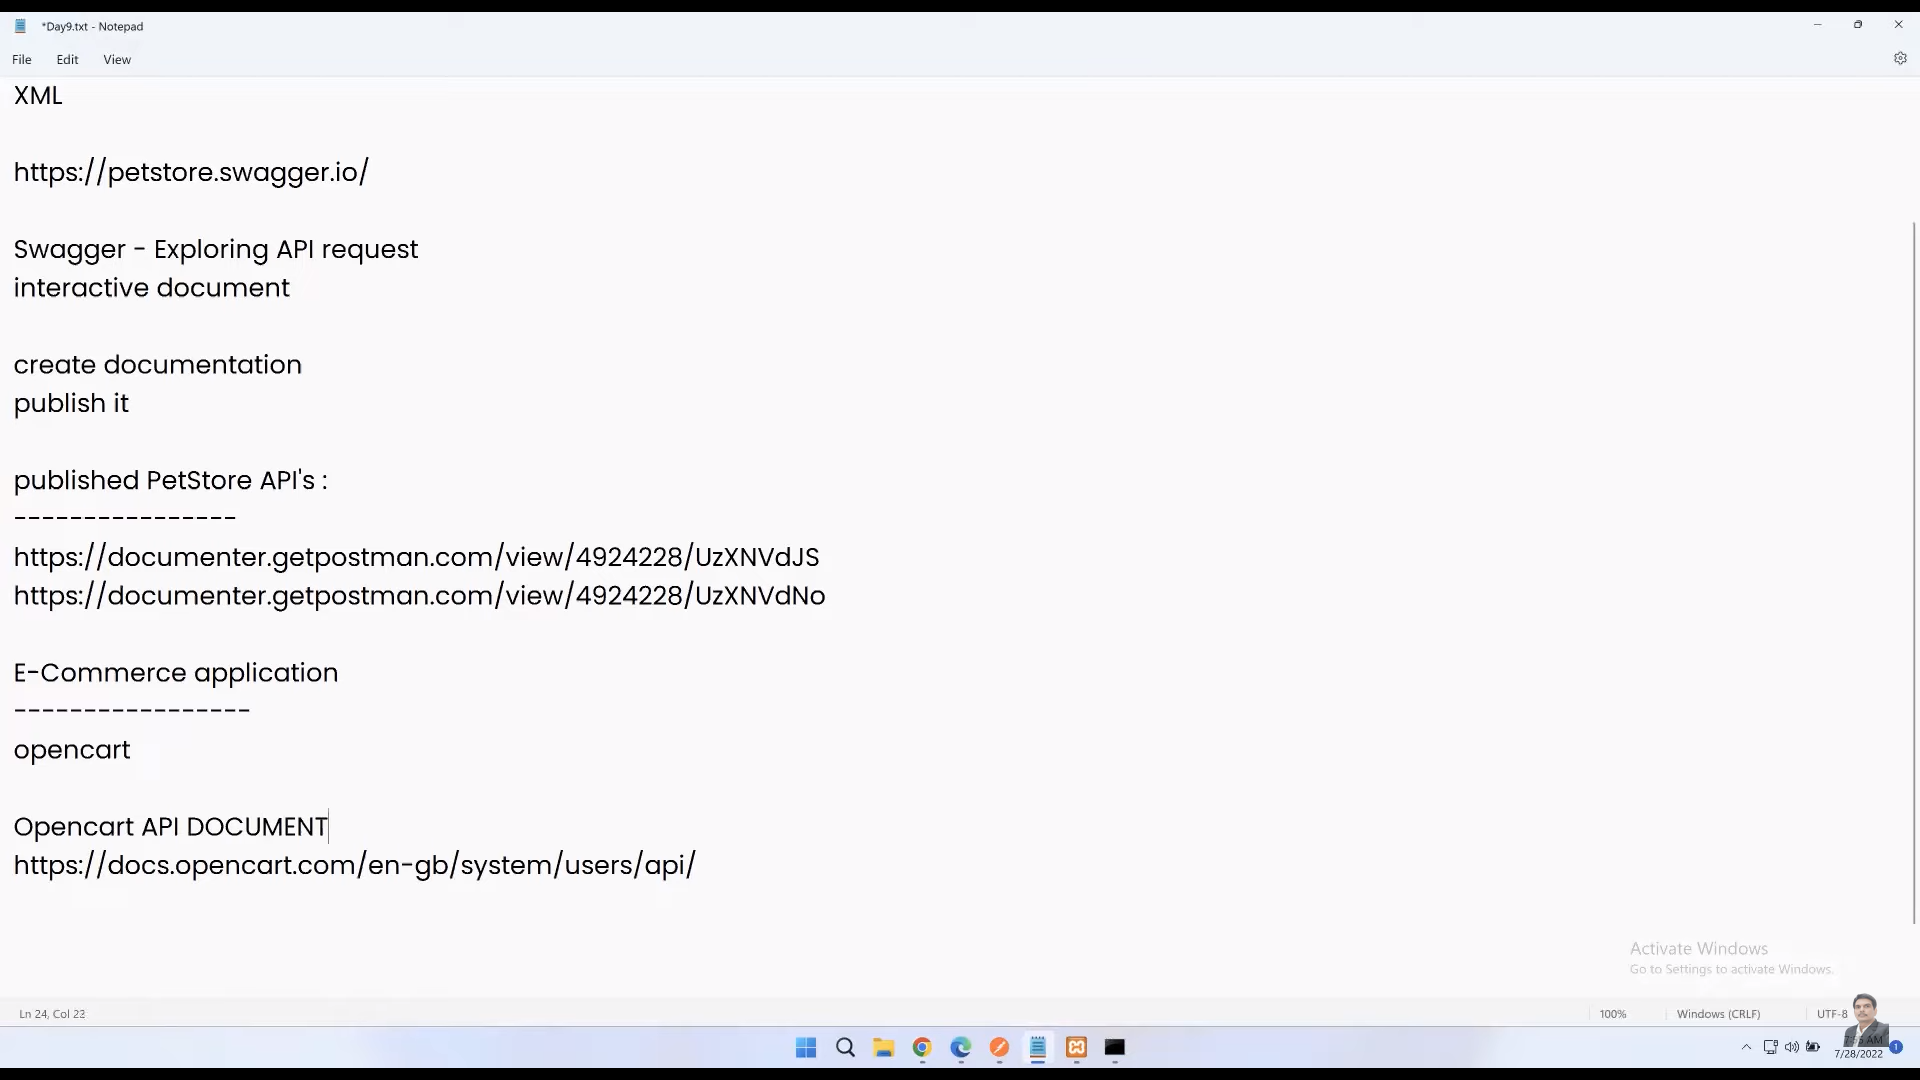 *Day9.txt - Notepad
File Edit View
XML
https://petstore.swagger.io/
Swagger - Exploring API request
interactive document
create documentation
publish it
published PetStore API's :
----------------
https://documenter.getpostman.com/view/4924228/UzXNVdJS
https://documenter.getpostman.com/view/4924228/UzXNVdNo
E-Commerce application
-----------------
opencart
Opencart API DOCUMENT
https://docs.opencart.com/en-gb/system/users/api/
Activate Windows
Go to Settings to activate Windows.
Ln 24, Col 22 100% Windows (CRLF) UTF-8
AM
7/28/2022 1